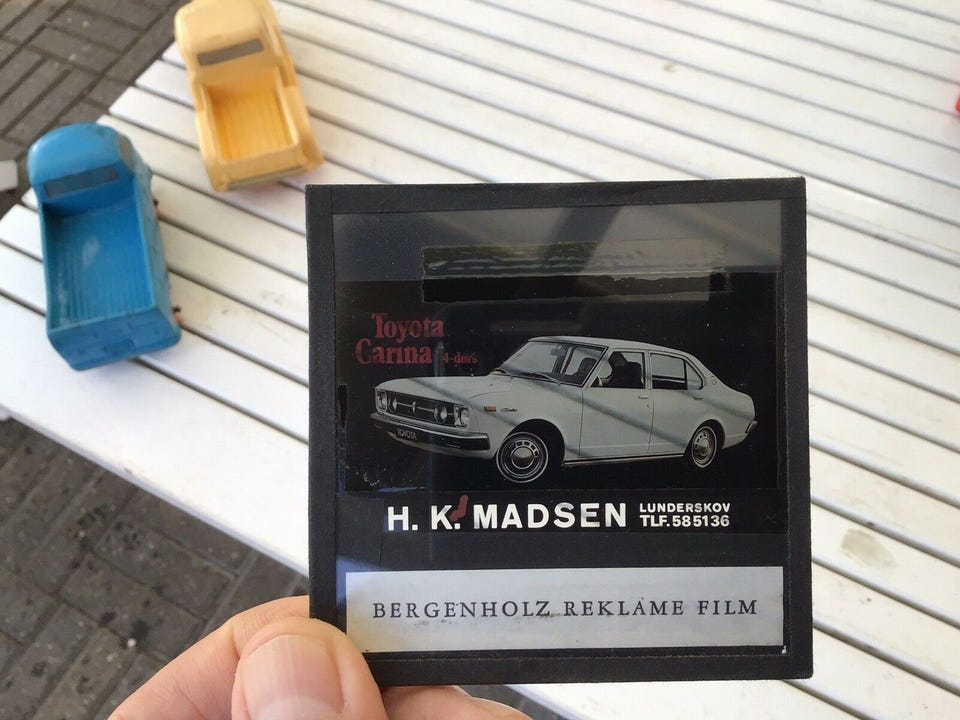 Toyota
Carina 4-dørs
TOYOTA
H. K. MADSEN
LUNDERSKOV
TLF. 585136
BERGENHOLZ REKLAME FILM